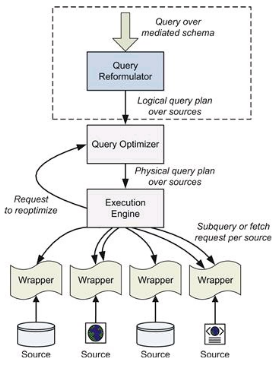 Query over
mediated schema
Query
Reformulator
Logical query plan
over sources
Query Optimizer
Physical query plan
over sources
Request
to reoptimize
Execution
Engine
Subquery or fetch
request per source
Wrapper Wrapper Wrapper Wrapper
Source Source Source Source